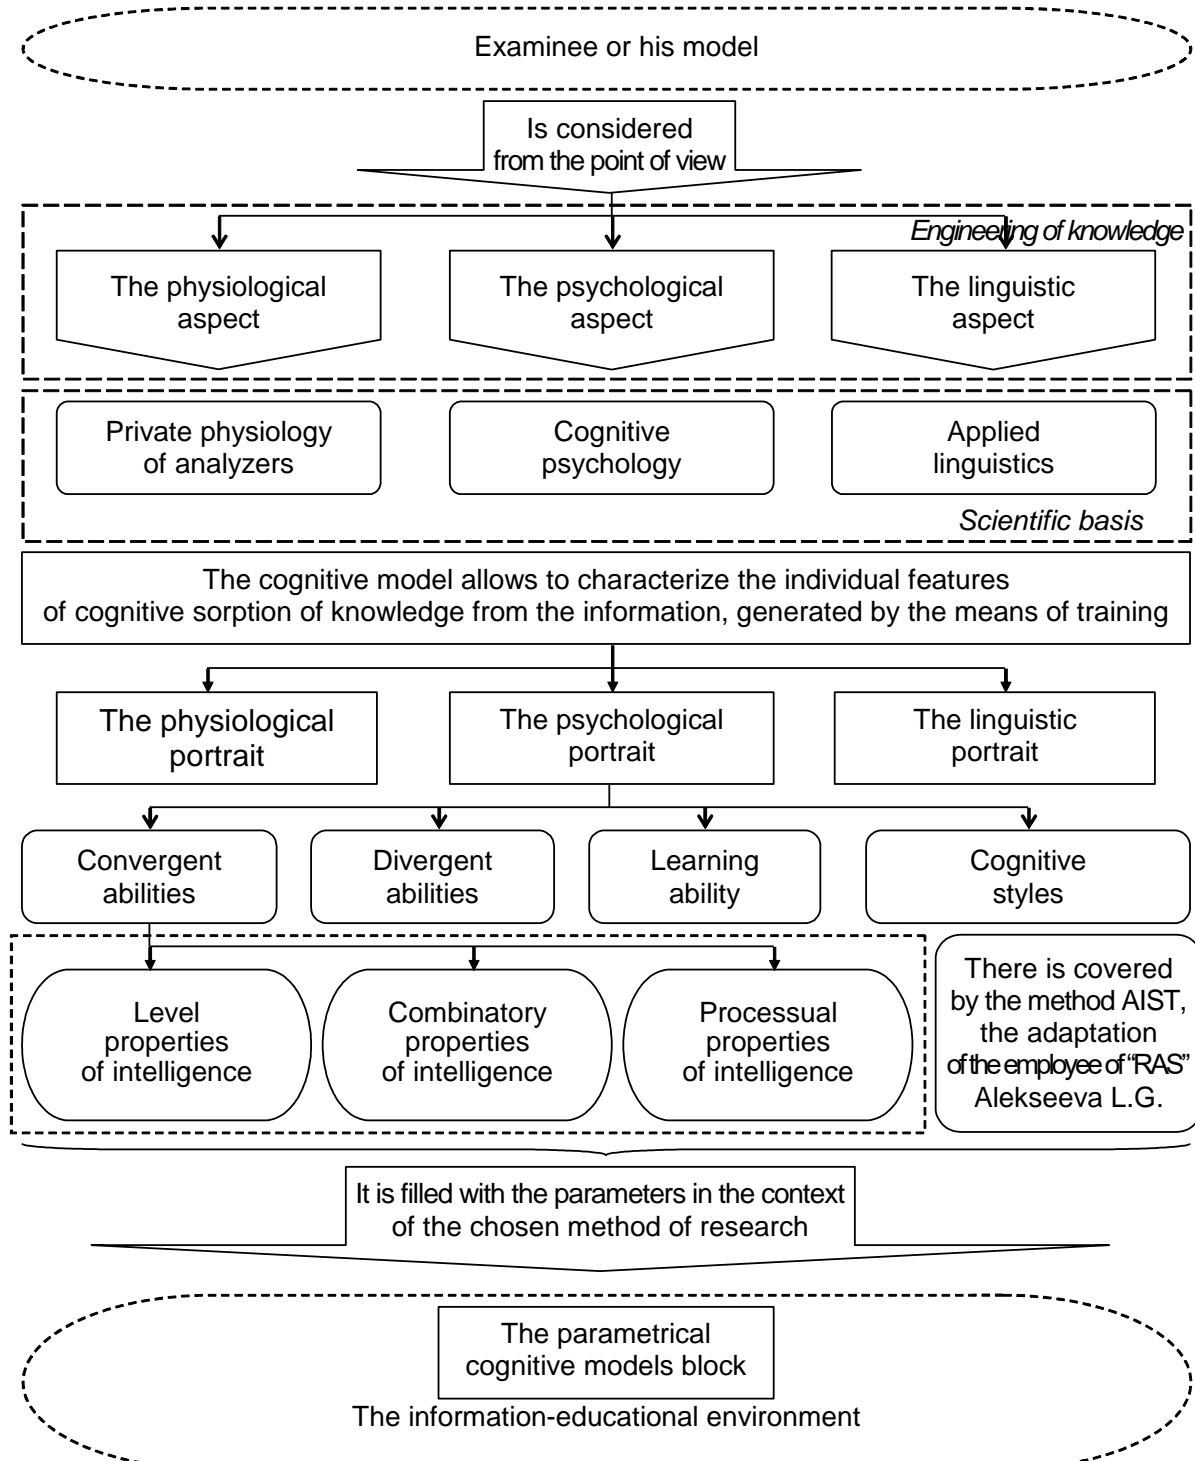 Examinee or his model
Is considered
from the point of view
Engineering of knowledge
The physiological
aspect
The psychological
aspect
The linguistic
aspect
Private physiology
of analyzers
Cognitive
psychology
Applied
linguistics
Scientific basis
The cognitive model allows to characterize the individual features
of cognitive sorption of knowledge from the information, generated by the means of training
The physiological
portrait
The psychological
portrait
The linguistic
portrait
Convergent
abilities
Divergent
abilities
Learning
ability
Cognitive
styles
Level
properties
of intelligence
Combinatory
properties
of intelligence
Processual
properties
of intelligence
There is covered
by the method AIST,
the adaptation
of the employee of “RAS”
Alekseeva L.G.
It is filled with the parameters in the context
of the chosen method of research
The parametrical
cognitive models block
The information-educational environment